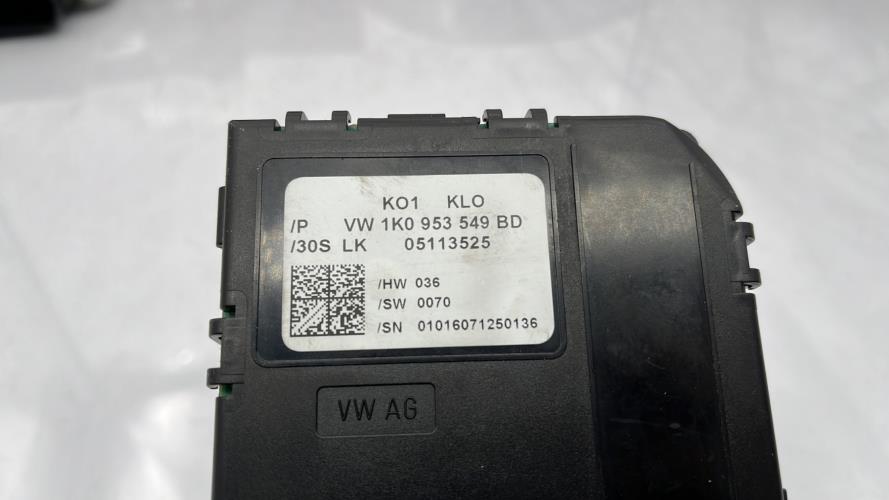 KO1 KLO
/P VW 1K0 953 549 BD
/30S LK 05113525
/HW 036
/SW 0070
/SN 01016071250136
VW AG